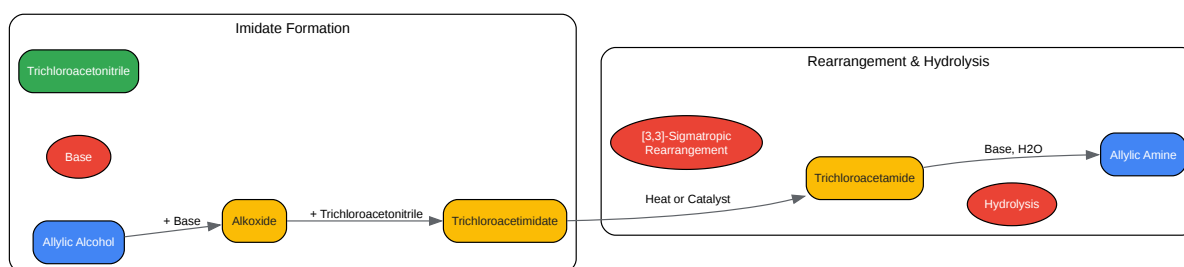 Imidate Formation
Trichloroacetonitrile
Base
Allylic Alcohol
+ Base
Alkoxide
+ Trichloroacetonitrile
Trichloroacetimidate
Rearrangement & Hydrolysis
[3,3]-Sigmatropic
Rearrangement
Heat or Catalyst
Trichloroacetamide
Base, H2O
Hydrolysis
Allylic Amine